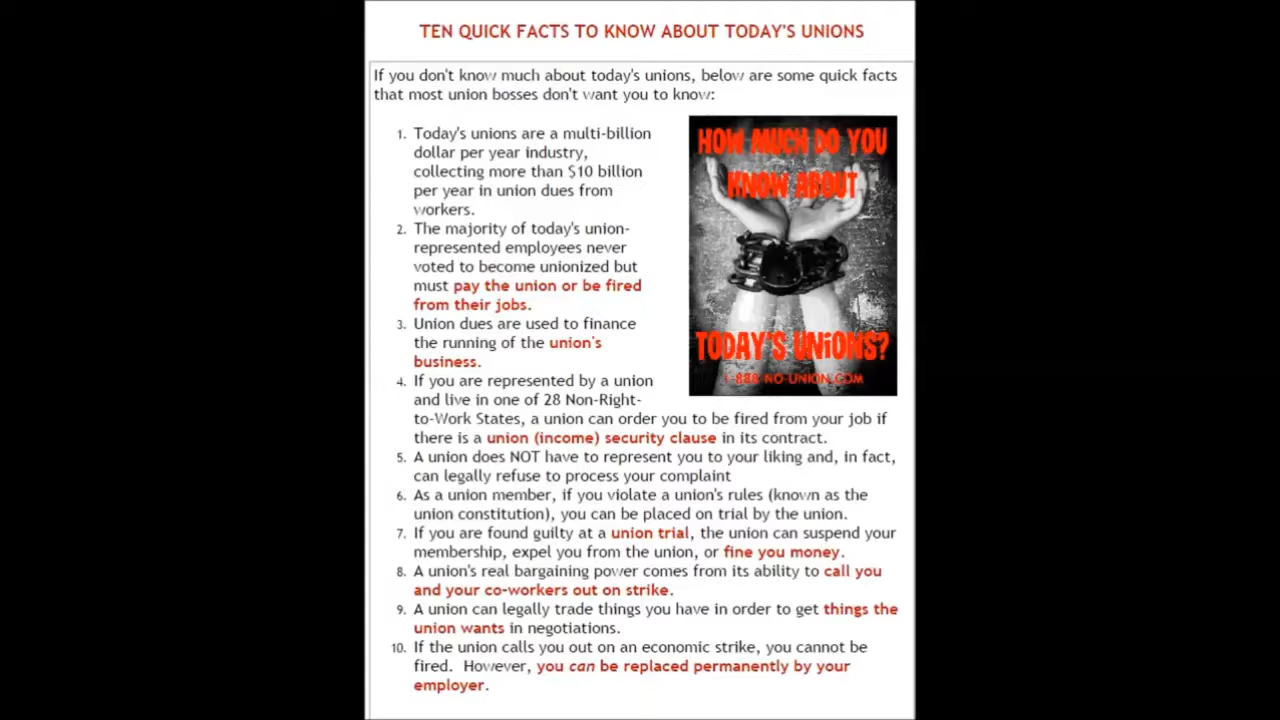 TEN QUICK FACTS TO KNOW ABOUT TODAY'S UNIONS
If you don't know much about today's unions, below are some quick facts
that most union bosses don't want you to know:
1. Today's unions are a multi-billion
dollar per year industry,
collecting more than $10 billion
per year in union dues from
workers.
2. The majority of today's union-
represented employees never
voted to become unionized but
must pay the union or be fired
from their jobs.
3. Union dues are used to finance
the running of the union's
business.
4. If you are represented by a union
and live in one of 28 Non-Right-
to-Work States, a union can order you to be fired from your job if
there is a union (income) security clause in its contract.
5. A union does NOT have to represent you to your liking and, in fact,
can legally refuse to process your complaint
6. As a union member, if you violate a union's rules (known as the
union constitution), you can be placed on trial by the union.
7. If you are found guilty at a union trial, the union can suspend your
membership, expel you from the union, or fine you money.
8. A union's real bargaining power comes from its ability to call you
and your co-workers out on strike.
9. A union can legally trade things you have in order to get things the
union wants in negotiations.
10. If the union calls you out on an economic strike, you cannot be
fired. However, you can be replaced permanently by your
employer.
HOW MUCH DO YOU
KNOW ABOUT
TODAY'S UNiONS?
1-888-NO-UNION.COM